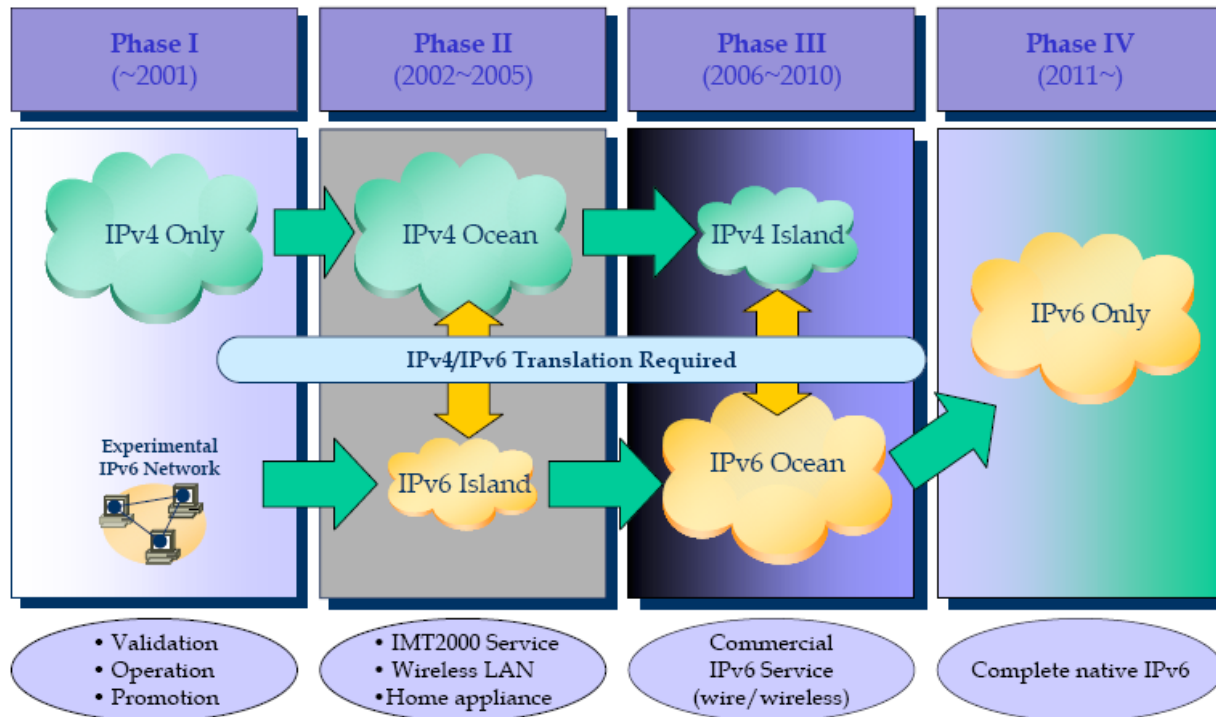 Phase I
(~2001)
Phase II
(2002~2005)
Phase III
(2006~2010)
Phase IV
(2011~)
IPv4 Only
IPv4 Ocean
IPv4 Island
IPv6 Only
IPv4/IPv6 Translation Required
Experimental
IPv6 Network
IPv6 Island
IPv6 Ocean
• Validation
• Operation
• Promotion
• IMT2000 Service
• Wireless LAN
•Home appliance
Commercial
IPv6 Service
(wire/wireless)
Complete native IPv6